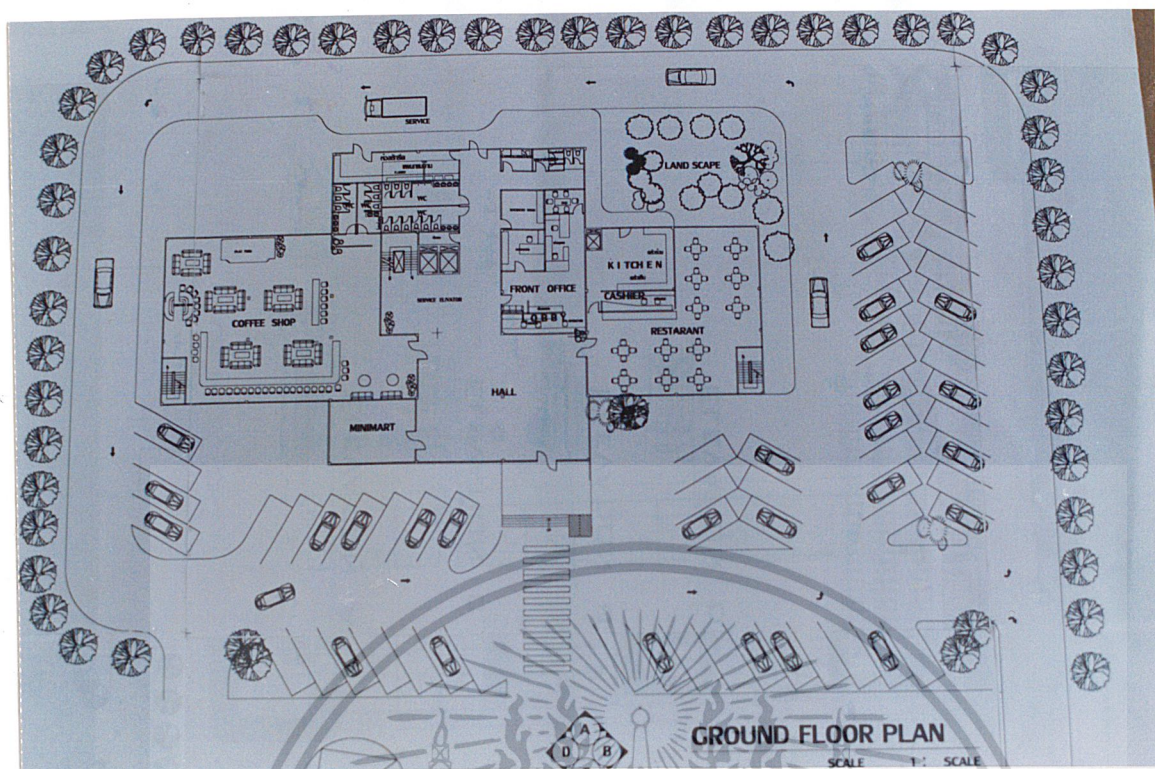 SERVICE
LAND SCAPE
WC
KITCHEN
FRONT OFFICE
CASHIER
LOBBY
SERVICE ELEVATOR
COFFEE SHOP
RESTARANT
HALL
MINIMART
A
D B
GROUND FLOOR PLAN
SCALE 1 : SCALE